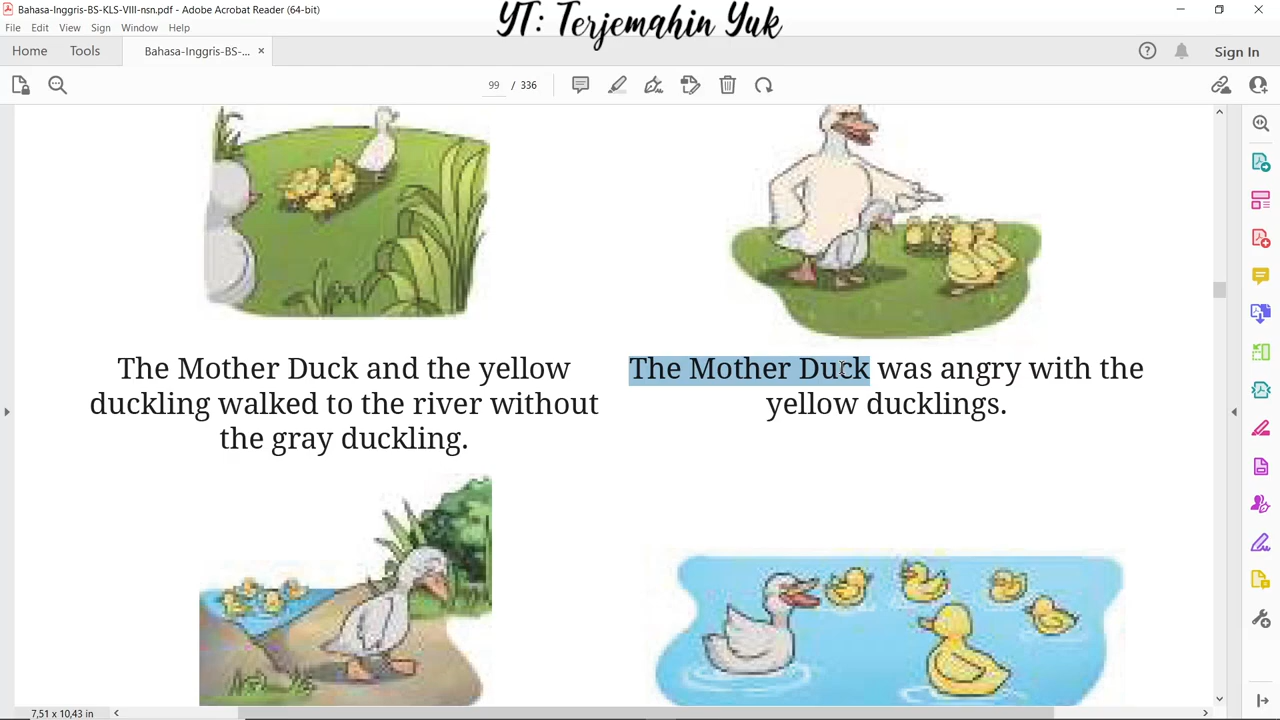 Bahasa-Inggris-BS-KLS-VIII-nsn.pdf - Adobe Acrobat Reader (64-bit)
YT: Terjemahin Yuk
File Edit View Sign Window Help
Home Tools Bahasa-Inggris-BS-... × Sign In
99 / 336
The Mother Duck and the yellow
duckling walked to the river without
the gray duckling.
The Mother Duck was angry with the
yellow ducklings.
7,51 x 10,43 in